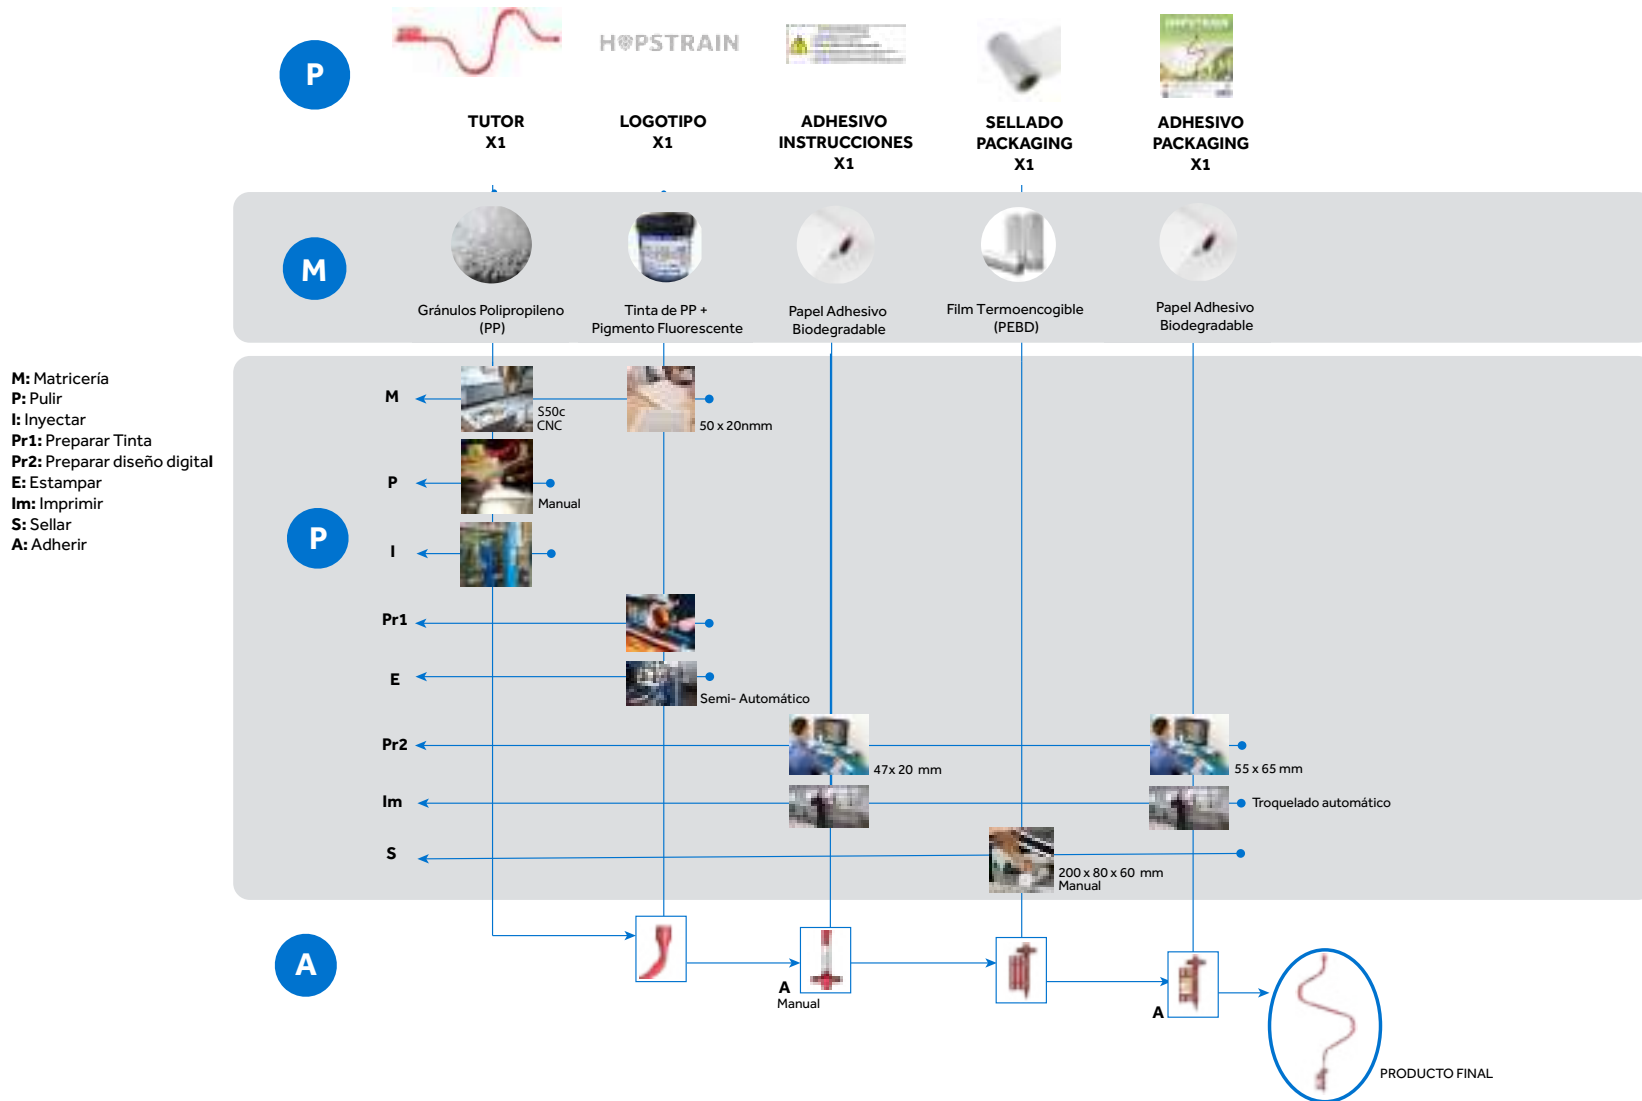 P
HOPSTRAIN
HOPSTRAIN
TUTOR
X1
LOGOTIPO
X1
ADHESIVO
INSTRUCCIONES
X1
SELLADO
PACKAGING
X1
ADHESIVO
PACKAGING
X1
M
Gránulos Polipropileno
(PP)
Tinta de PP +
Pigmento Fluorescente
Papel Adhesivo
Biodegradable
Film Termoencogible
(PEBD)
Papel Adhesivo
Biodegradable
M: Matricería
P: Pulir
I: Inyectar
Pr1: Preparar Tinta
Pr2: Preparar diseño digital
E: Estampar
Im: Imprimir
S: Sellar
A: Adherir
P
M
S50c
CNC
50 x 20nmm
P
Manual
I
Pr1
E
Semi- Automático
Pr2
47x 20 mm
55 x 65 mm
Im
Troquelado automático
S
200 x 80 x 60 mm
Manual
A
A
Manual
A
PRODUCTO FINAL